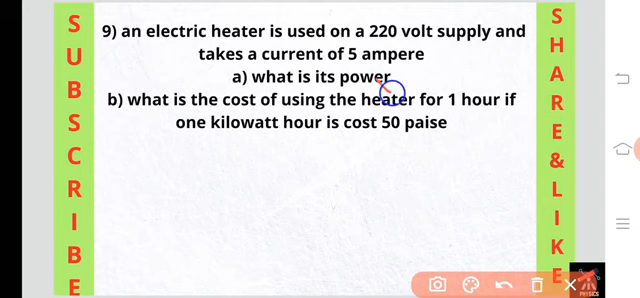 9) an electric heater is used on a 220 volt supply and
takes a current of 5 ampere
a) what is its power
b) what is the cost of using the heater for 1 hour if
one kilowatt hour is cost 50 paise
S
U
B
S
C
R
I
B
E
S
H
A
R
E
&
L
I
K
E
PHYSICS